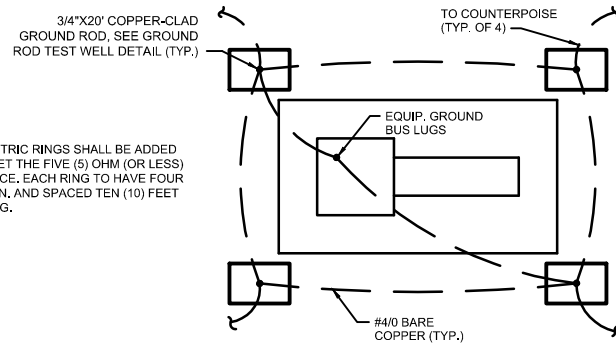 3/4"X20' COPPER-CLAD
GROUND ROD, SEE GROUND
ROD TEST WELL DETAIL (TYP.)
TO COUNTERPOISE
(TYP. OF 4)
EQUIP. GROUND
BUS LUGS
TRIC RINGS SHALL BE ADDED
ET THE FIVE (5) OHM (OR LESS)
CE. EACH RING TO HAVE FOUR
N. AND SPACED TEN (10) FEET
G.
#4/0 BARE
COPPER (TYP.)